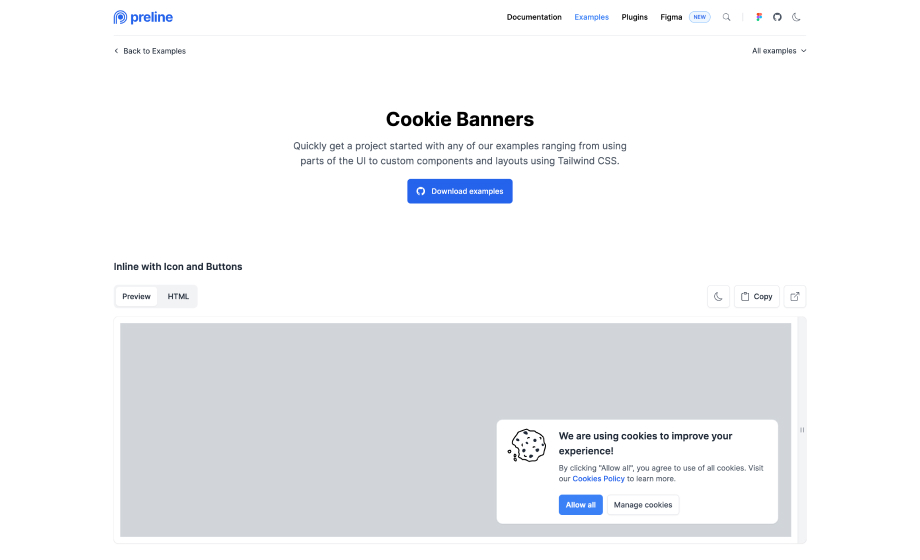 preline
Documentation Examples Plugins Figma NEW
Back to Examples
All examples
Cookie Banners
Quickly get a project started with any of our examples ranging from using
parts of the UI to custom components and layouts using Tailwind CSS.
Download examples
Inline with Icon and Buttons
Preview HTML
Copy
We are using cookies to improve your
experience!
By clicking "Allow all", you agree to use of all cookies. Visit
our Cookies Policy to learn more.
Allow all Manage cookies